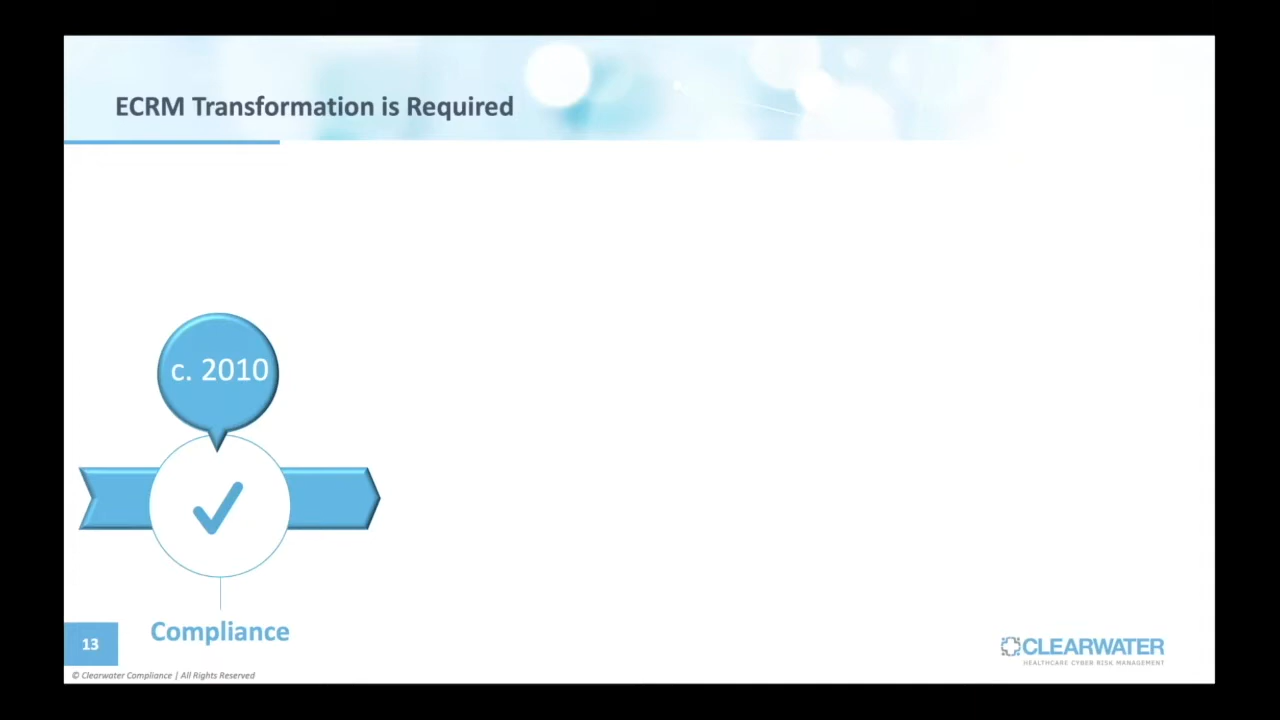 ECRM Transformation is Required
c. 2010
Compliance
13
CLEARWATER
HEALTHCARE CYBER RISK MANAGEMENT
© Clearwater Compliance | All Rights Reserved